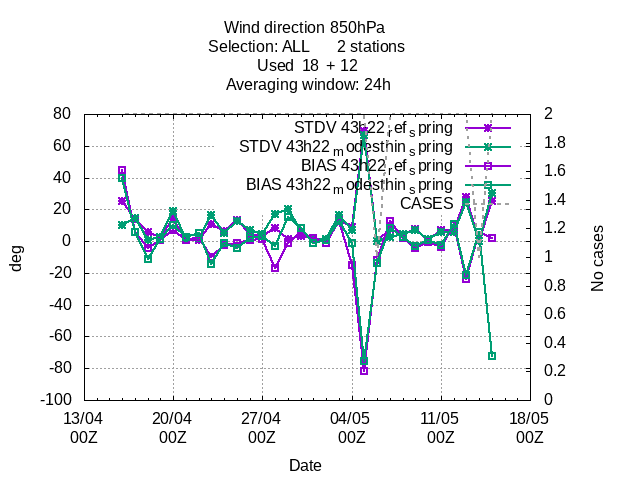 Wind direction 850hPa
Selection: ALL 2 stations
Used 18 + 12
Averaging window: 24h
80 2
STDV 43h22_ref_spring
60 1.8
STDV 43h22_modesthin_spring
1.6
BIAS 43h22_ref_spring
40
BIAS 43h22_modesthin_spring
1.4
20 CASES
0 1.2
-20 1
-40 0.8
0.6
-60 0.4
-80 0.2
-100 0
deg
No cases
13/04 20/04 27/04 04/05 11/05 18/05
00Z 00Z 00Z 00Z 00Z 00Z
Date